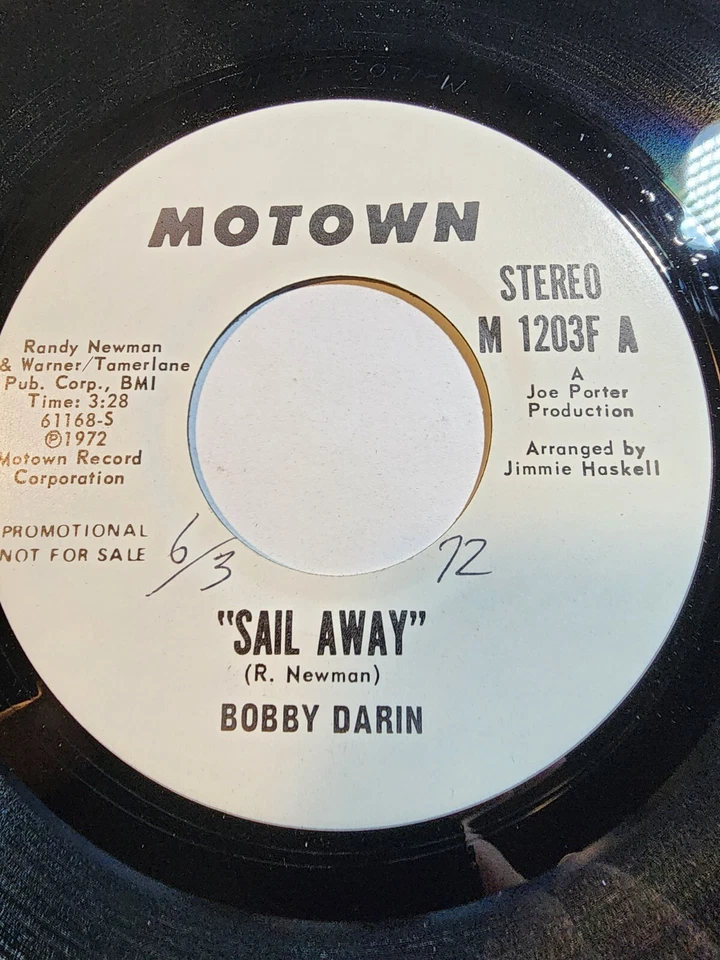 MOTOWN
STEREO
M 1203F A
A
Joe Porter
Production
Arranged by
Jimmie Haskell
Randy Newman
& Warner/Tamerlane
Pub. Corp., BMI
Time: 3:28
61168-S
Ⓟ1972
Motown Record
Corporation
PROMOTIONAL
NOT FOR SALE
6/3 72
"SAIL AWAY"
(R. Newman)
BOBBY DARIN